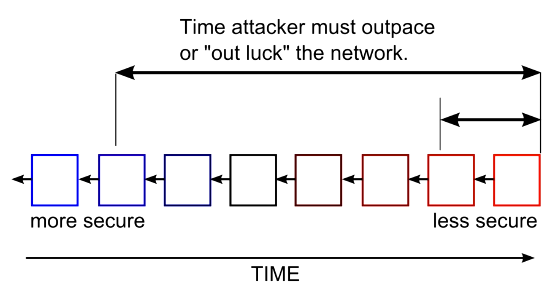 Time attacker must outpace
or "out luck" the network.
more secure
less secure
TIME